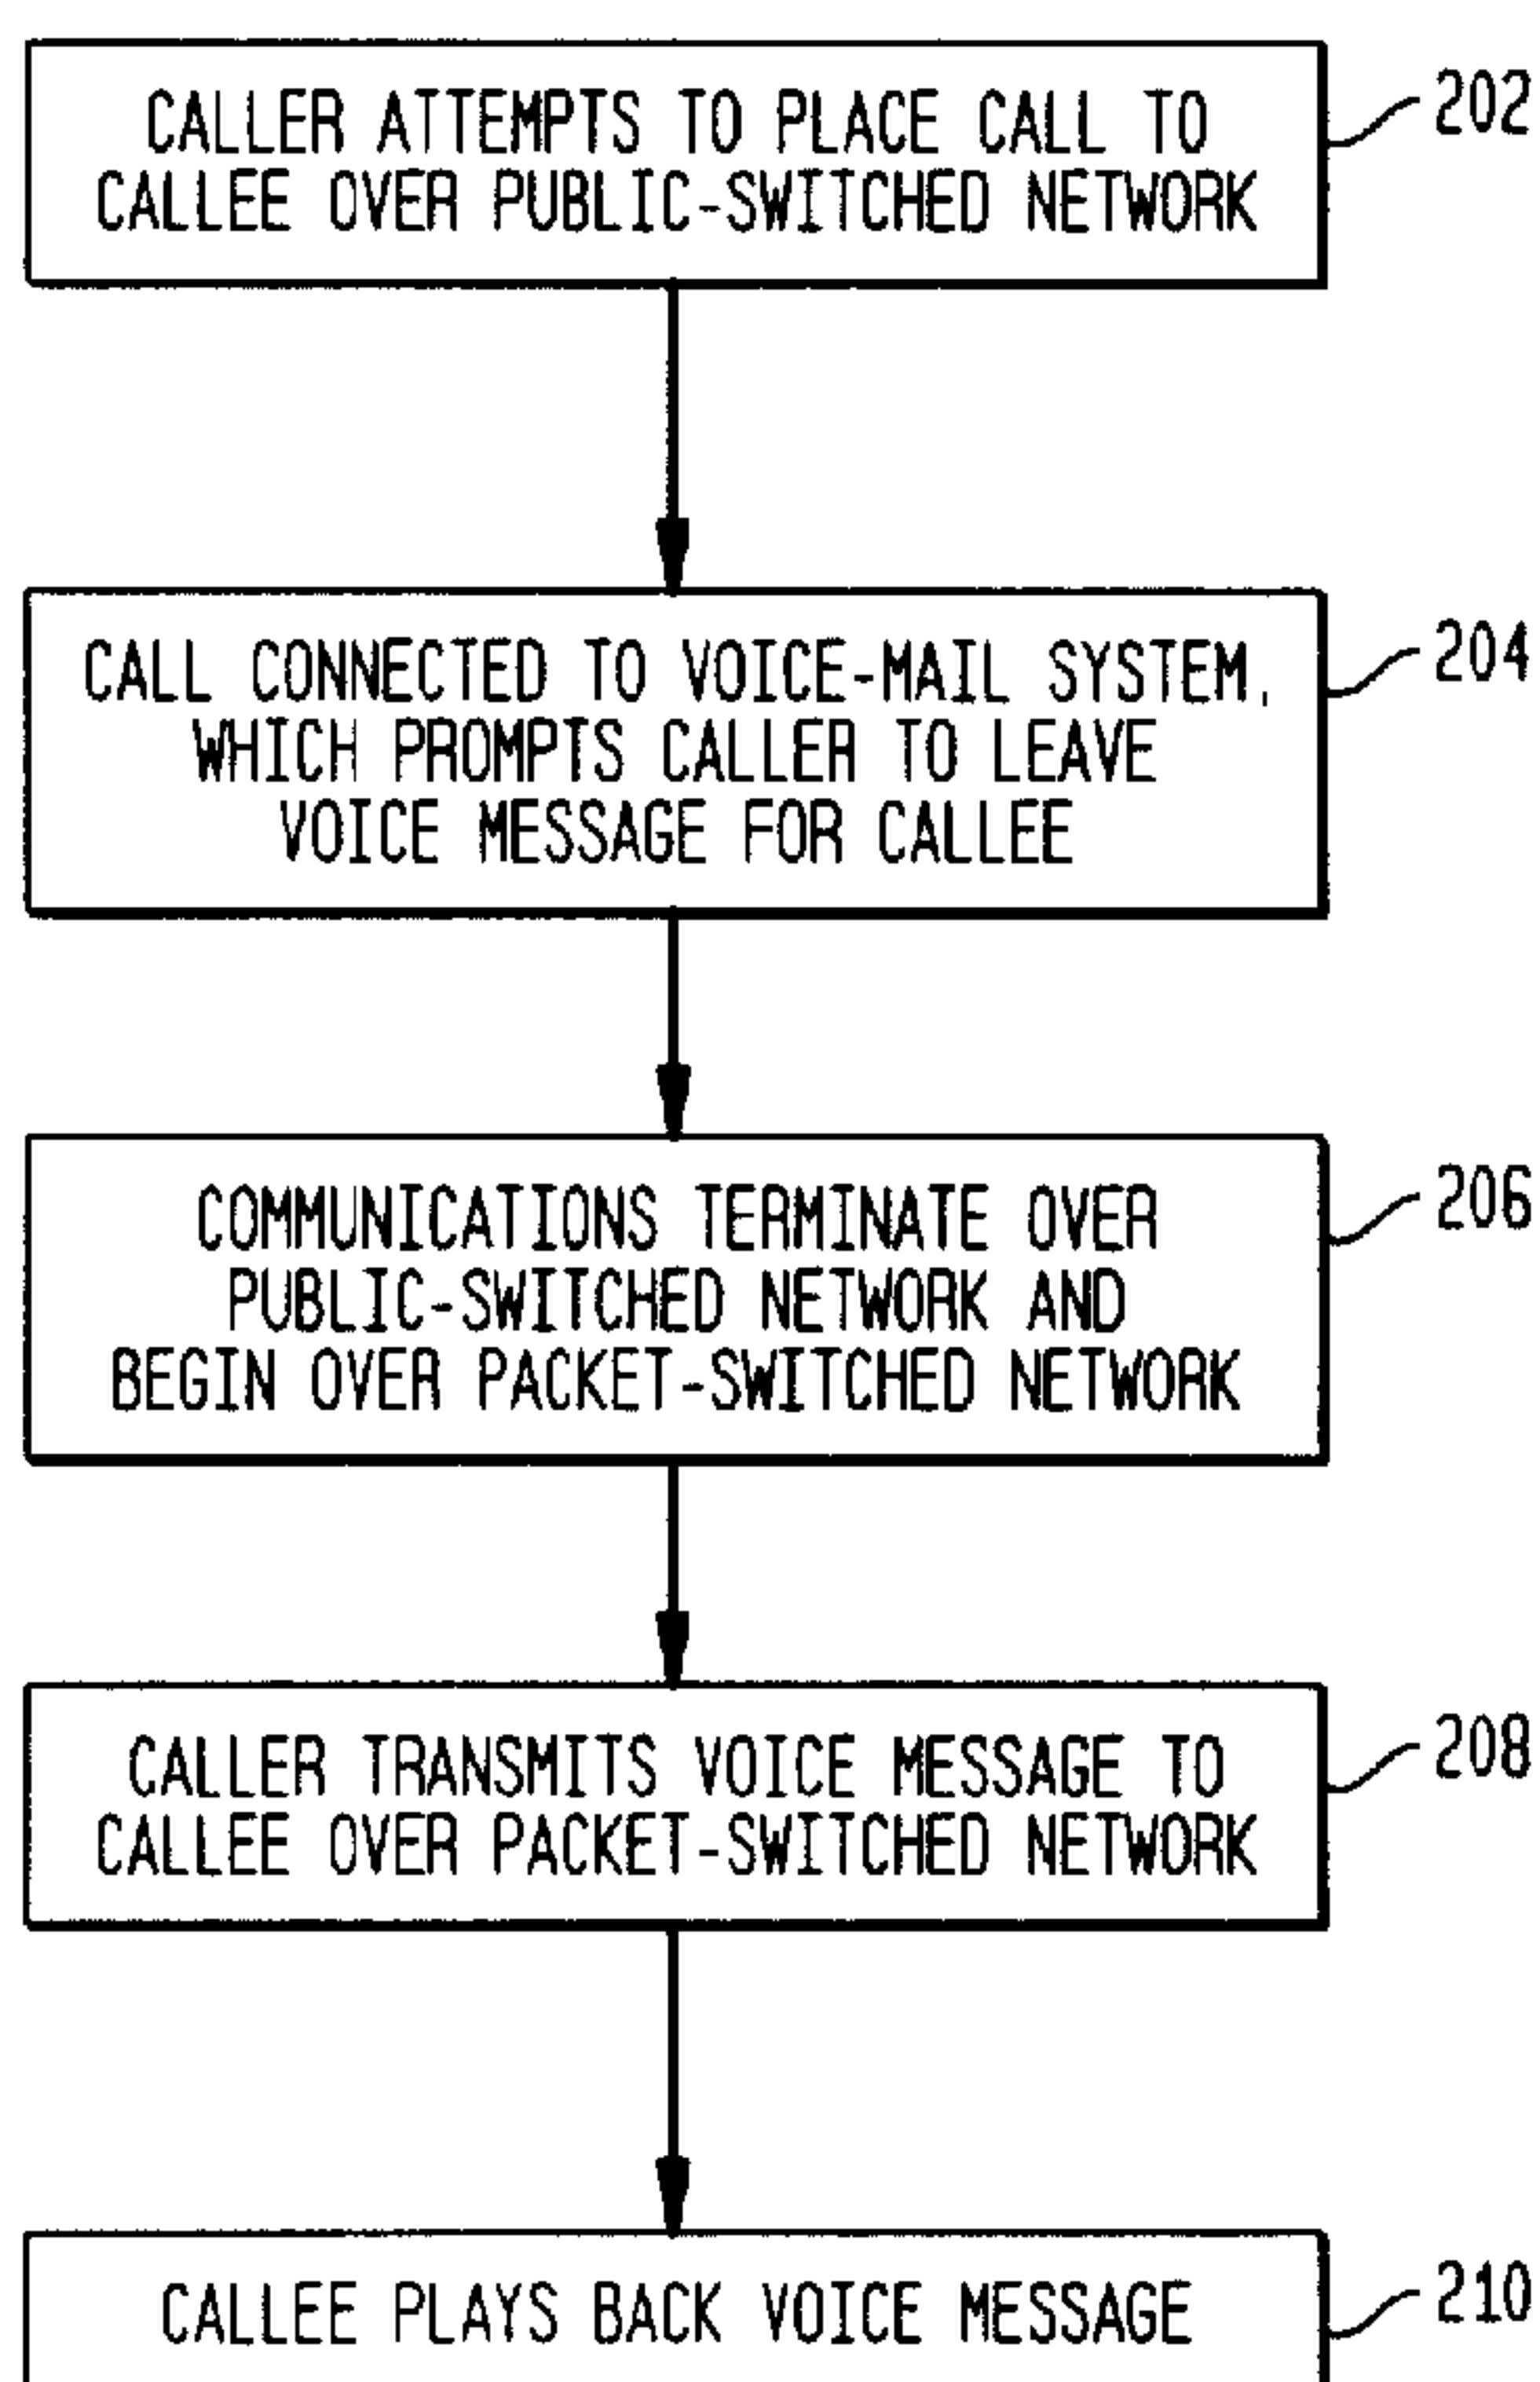 CALLER ATTEMPTS TO PLACE CALL TO
CALLEE OVER PUBLIC-SWITCHED NETWORK
202
CALL CONNECTED TO VOICE-MAIL SYSTEM,
WHICH PROMPTS CALLER TO LEAVE
VOICE MESSAGE FOR CALLEE
204
COMMUNICATIONS TERMINATE OVER
PUBLIC-SWITCHED NETWORK AND
BEGIN OVER PACKET-SWITCHED NETWORK
206
CALLER TRANSMITS VOICE MESSAGE TO
CALLEE OVER PACKET-SWITCHED NETWORK
208
CALLEE PLAYS BACK VOICE MESSAGE
210